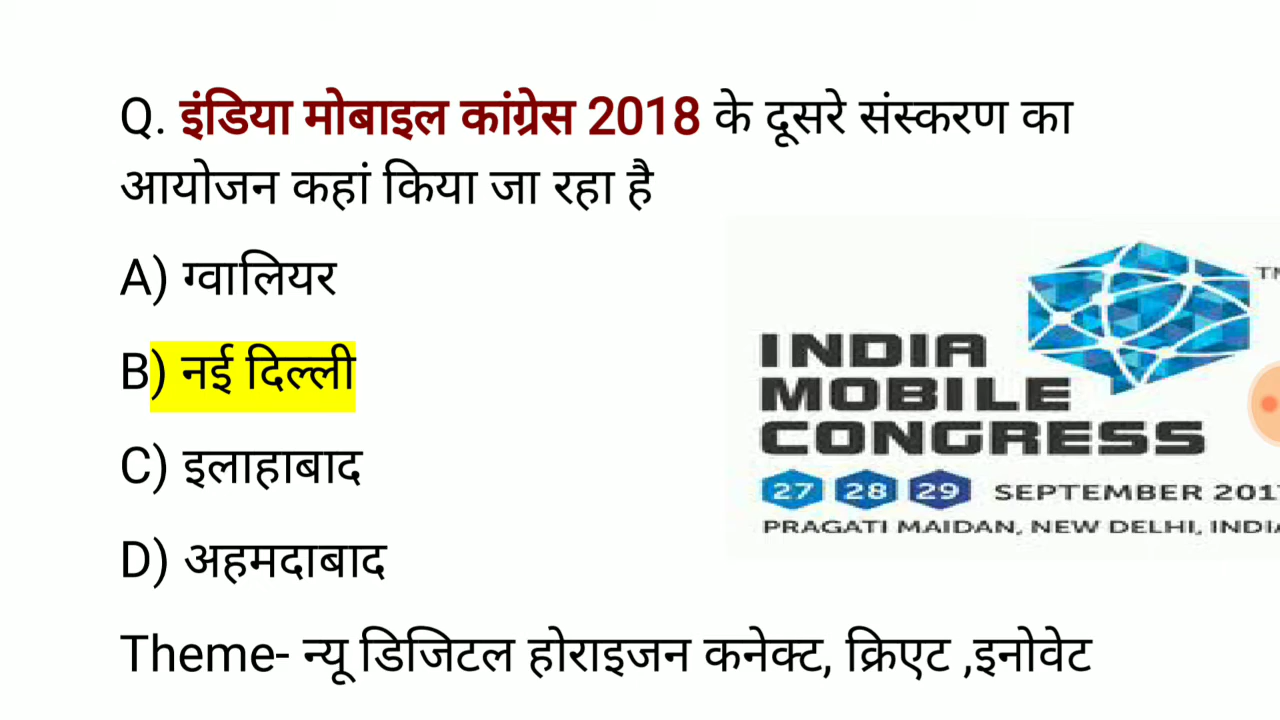 Q. इंडिया मोबाइल कांग्रेस 2018 के दूसरे संस्करण का
आयोजन कहां किया जा रहा है
A) ग्वालियर
B) नई दिल्ली
C) इलाहाबाद
D) अहमदाबाद
Theme- न्यू डिजिटल होराइजन कनेक्ट, क्रिएट ,इनोवेट
INDIA
MOBILE
CONGRESS
27 28 29 SEPTEMBER 201
PRAGATI MAIDAN, NEW DELHI,